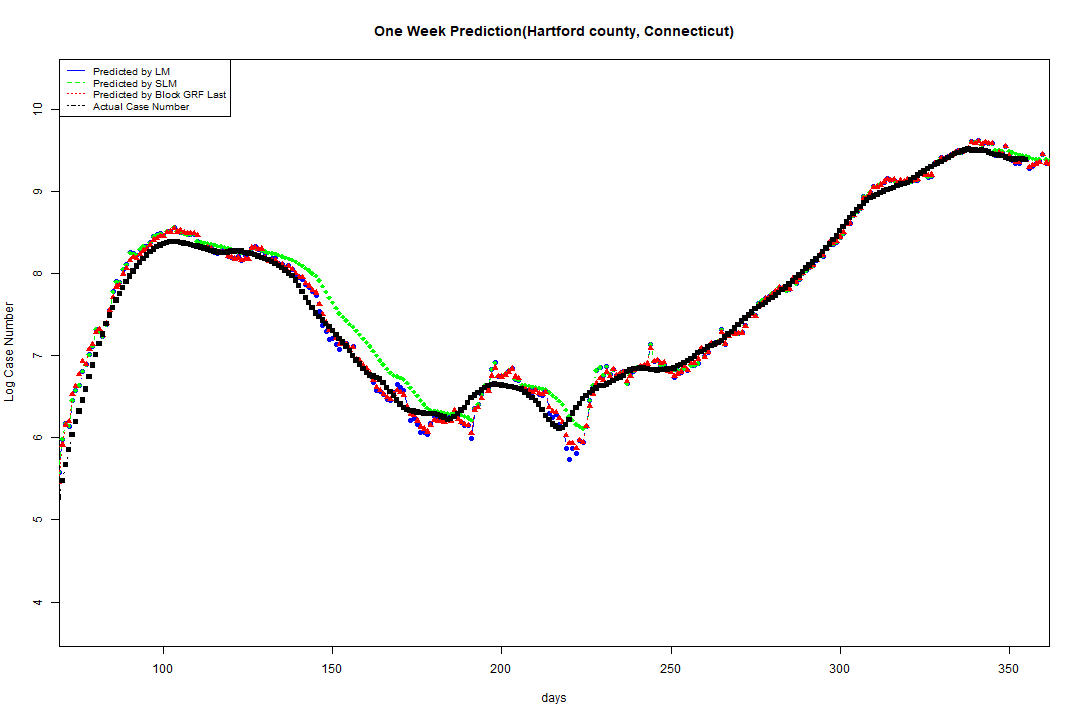 One Week Prediction(Hartford county, Connecticut)
Predicted by LM
Predicted by SLM
Predicted by Block GRF Last
Actual Case Number
10
9
8
7
6
5
4
Log Case Number
100 150 200 250 300 350
days